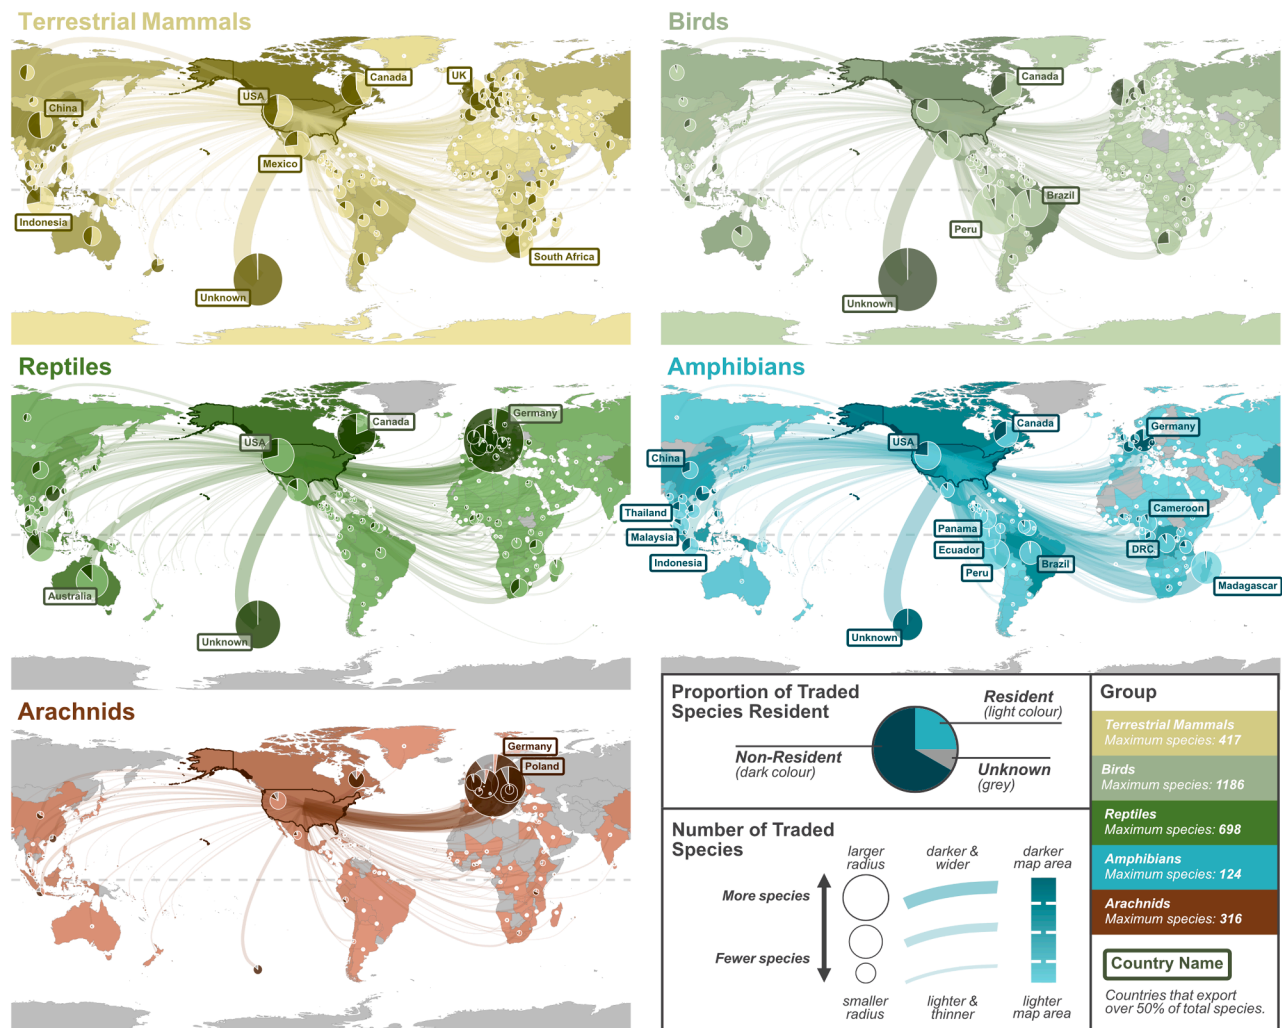 Terrestrial Mammals
Canada
UK
USA
China
Mexico
Indonesia
South Africa
Unknown
Birds
Canada
Brazil
Peru
Unknown
Reptiles
Germany
Canada
USA
Australia
Unknown
Amphibians
Canada
Germany
USA
China
Cameroon
Thailand
Panama
Malaysia
Ecuador
DRC
Indonesia
Peru
Brazil
Madagascar
Unknown
Arachnids
Germany
Poland
Proportion of Traded
Species Resident
Resident
(light colour)
Non-Resident
(dark colour)
Unknown
(grey)
Number of Traded
Species
larger
radius
darker &
wider
darker
map area
More species
Fewer species
smaller
radius
lighter &
thinner
lighter
map area
Group
Terrestrial Mammals
Maximum species: 417
Birds
Maximum species: 1186
Reptiles
Maximum species: 698
Amphibians
Maximum species: 124
Arachnids
Maximum species: 316
Country Name
Countries that export
over 50% of total species.